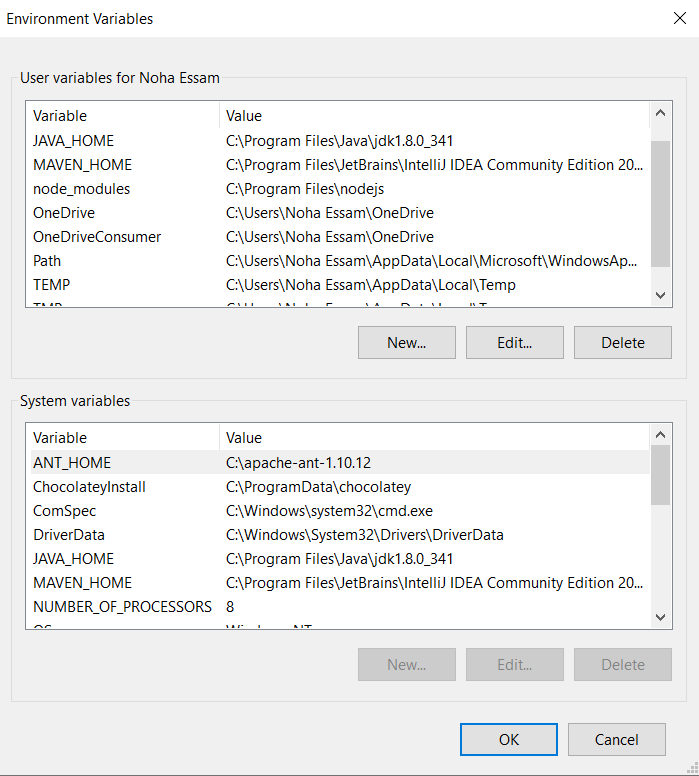 Environment Variables
User variables for Noha Essam
Variable Value
JAVA_HOME C:\Program Files\Java\jdk1.8.0_341
MAVEN_HOME C:\Program Files\JetBrains\IntelliJ IDEA Community Edition 20...
node_modules C:\Program Files\nodejs
OneDrive C:\Users\Noha Essam\OneDrive
OneDriveConsumer C:\Users\Noha Essam\OneDrive
Path C:\Users\Noha Essam\AppData\Local\Microsoft\WindowsAp...
TEMP C:\Users\Noha Essam\AppData\Local\Temp
New... Edit... Delete
System variables
Variable Value
ANT_HOME C:\apache-ant-1.10.12
ChocolateyInstall C:\ProgramData\chocolatey
ComSpec C:\Windows\system32\cmd.exe
DriverData C:\Windows\System32\Drivers\DriverData
JAVA_HOME C:\Program Files\Java\jdk1.8.0_341
MAVEN_HOME C:\Program Files\JetBrains\IntelliJ IDEA Community Edition 20...
NUMBER_OF_PROCESSORS 8
New... Edit... Delete
OK Cancel